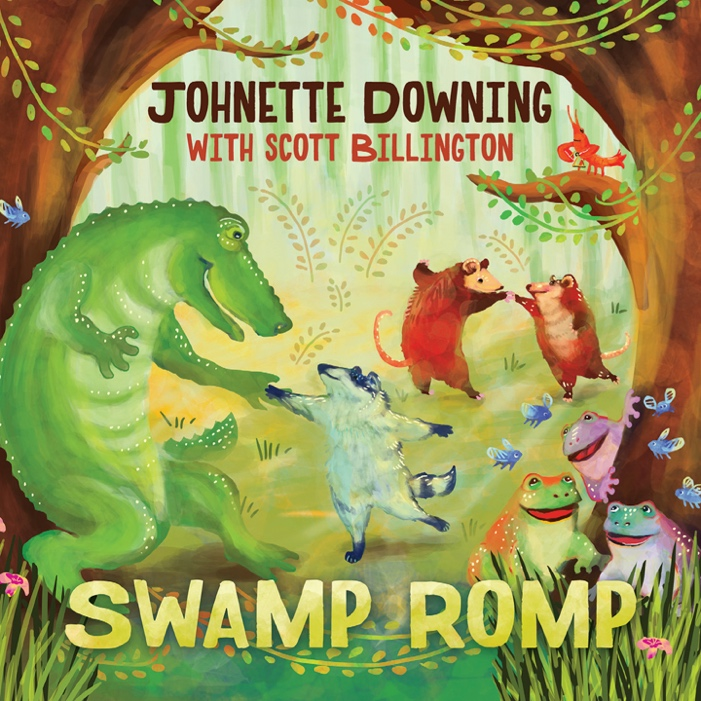 JOHNETTE DOWNING
WITH SCOTT BILLINGTON
SWAMP ROMP